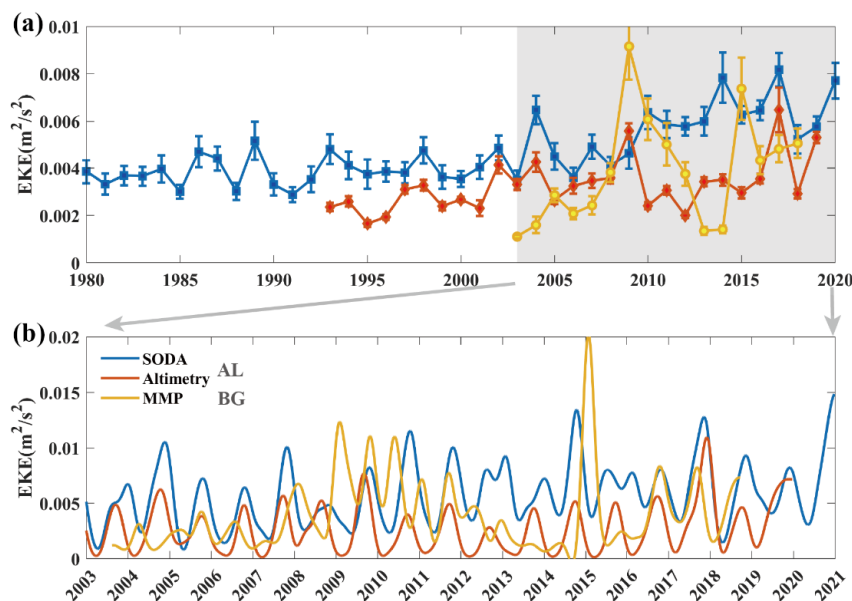 (a)
EKE(m²/s²)
0.01
0.008
0.006
0.004
0.002
0
1980 1985 1990 1995 2000 2005 2010 2015 2020
(b)
EKE(m²/s²)
0.02
0.015
0.01
0.005
0
SODA
Altimetry AL
MMP BG
2003 2004 2005 2006 2007 2008 2009 2010 2011 2012 2013 2014 2015 2016 2017 2018 2019 2020 2021